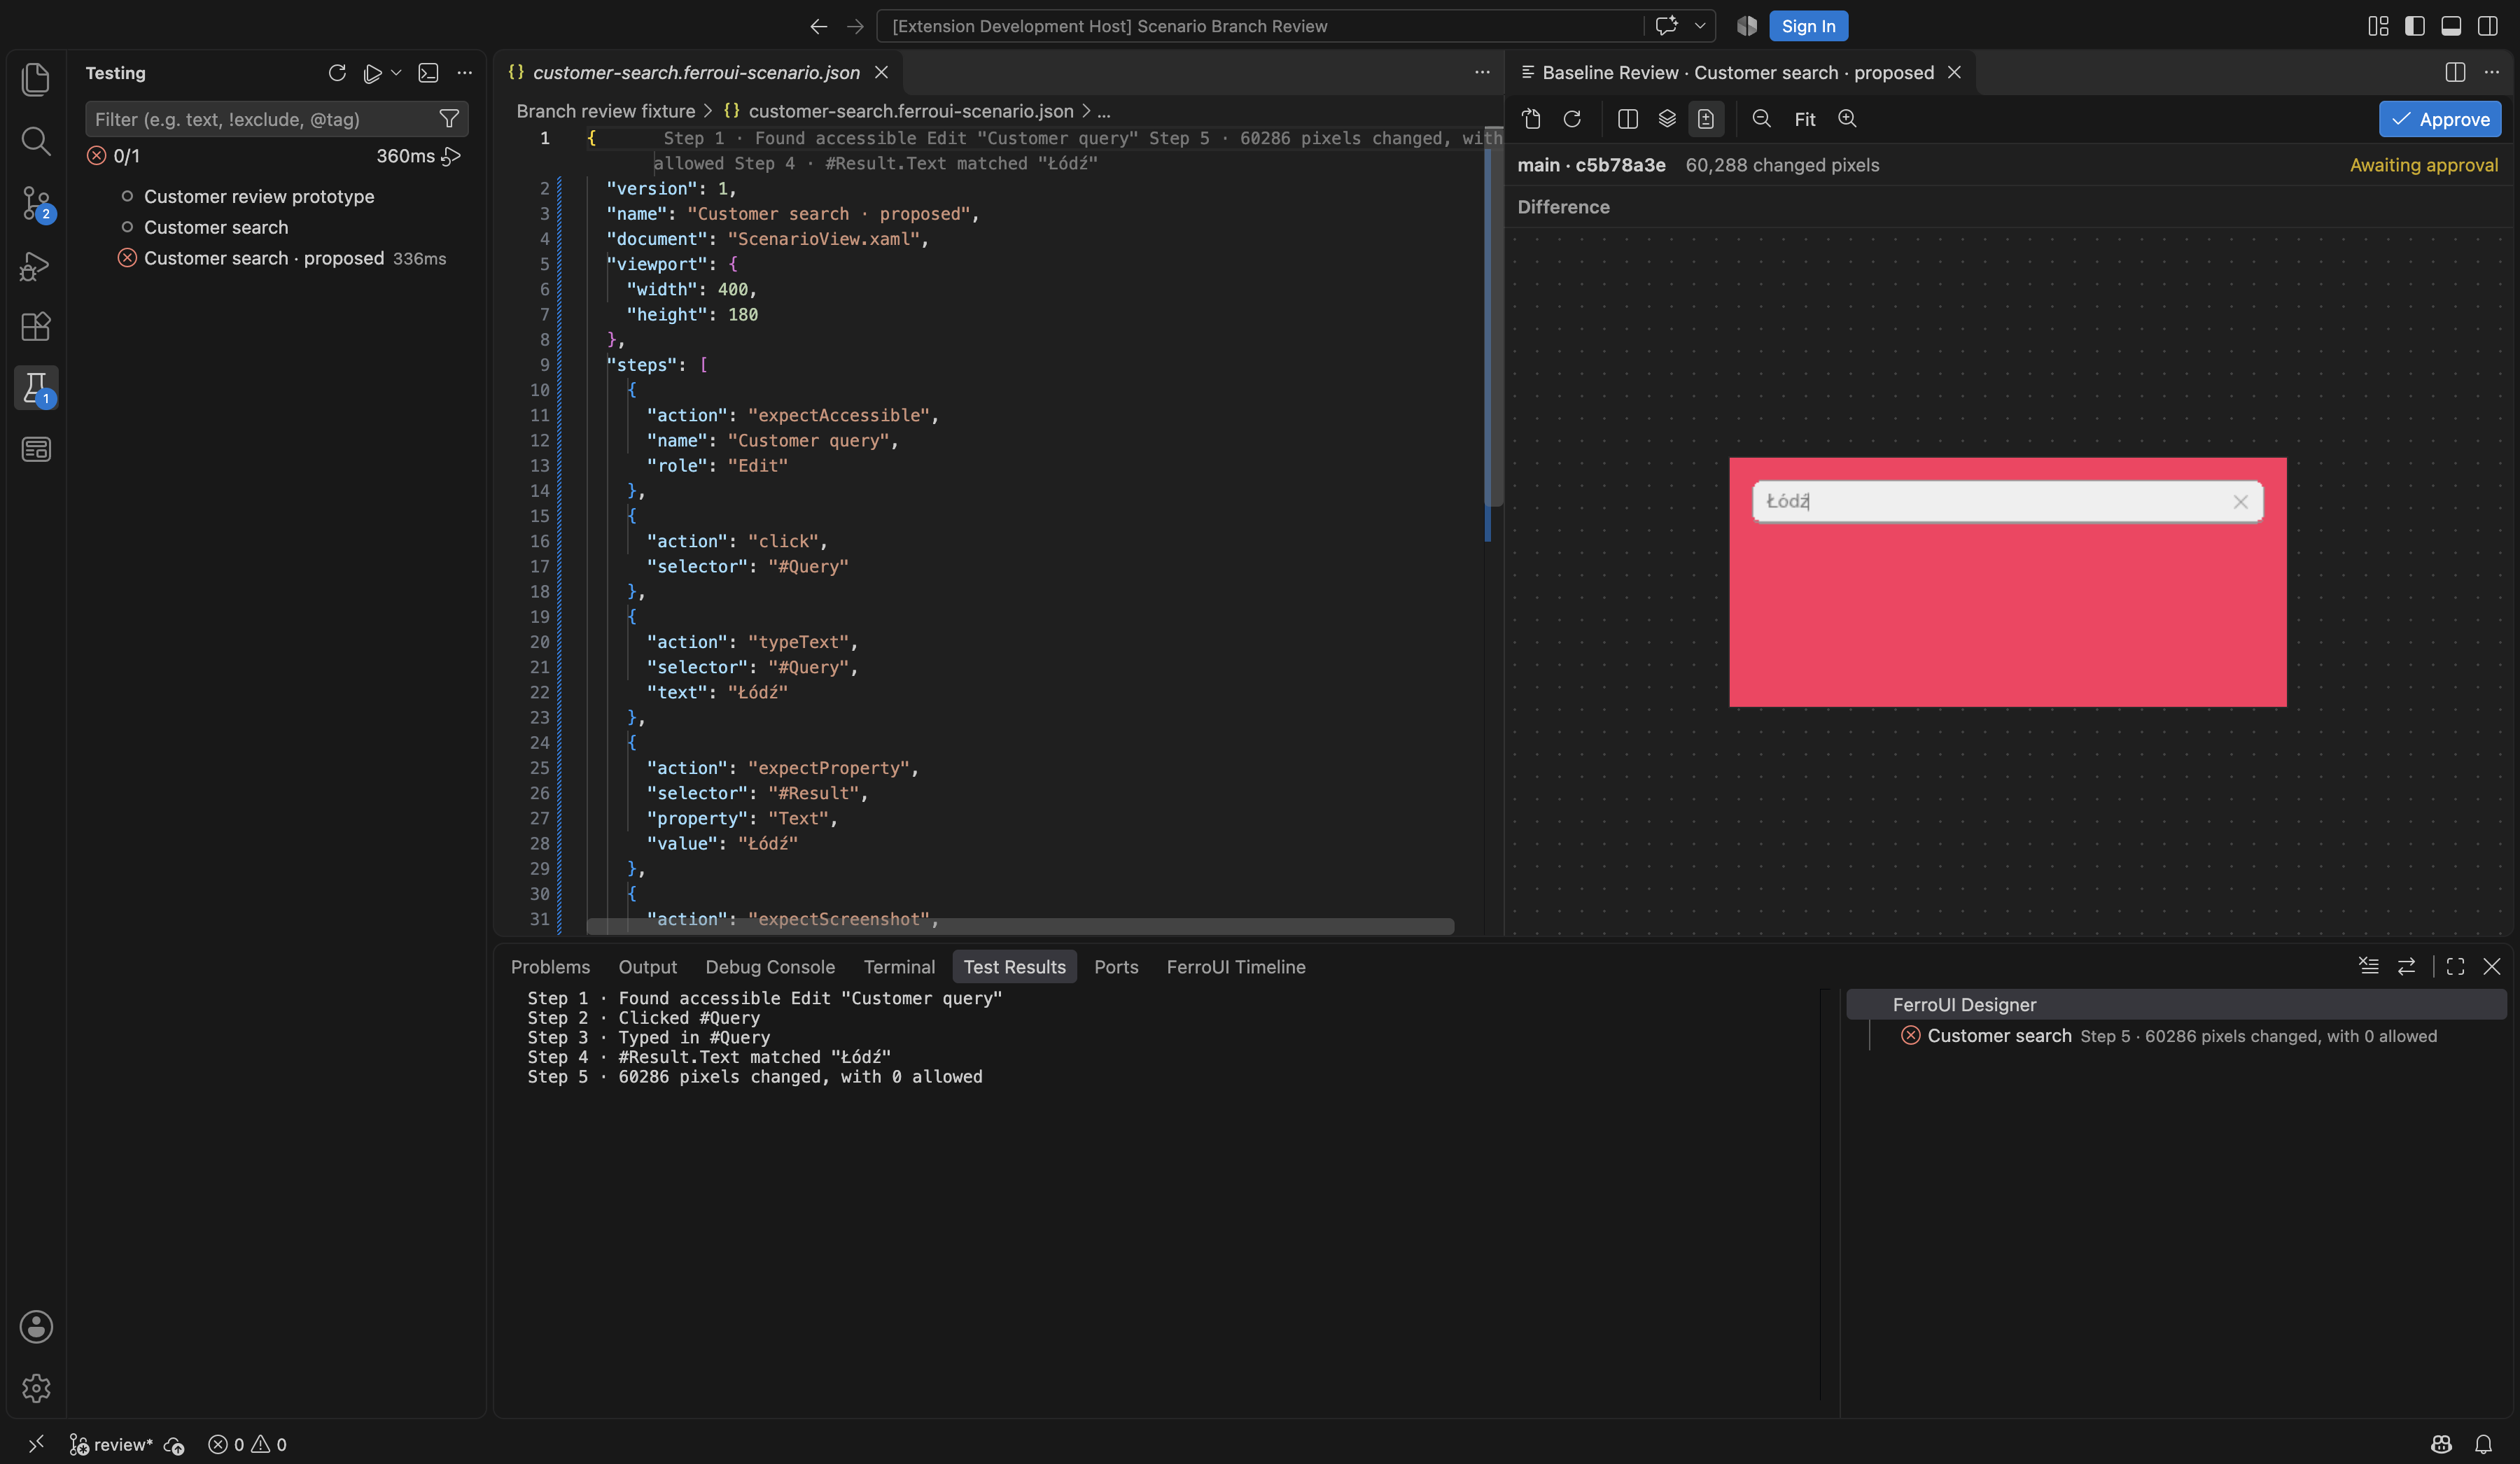 [Extension Development Host] Scenario Branch Review
Sign In
Testing
Filter (e.g. text, !exclude, @tag)
0/1
360ms
Customer review prototype
Customer search
Customer search · proposed 336ms
2
1
customer-search.ferroui-scenario.json
Branch review fixture > {} customer-search.ferroui-scenario.json > ...
1 { Step 1 · Found accessible Edit "Customer query" Step 5 · 60286 pixels changed, with
allowed Step 4 · #Result.Text matched "Łódź"
2 "version": 1,
3 "name": "Customer search · proposed",
4 "document": "ScenarioView.xaml",
5 "viewport": {
6 "width": 400,
7 "height": 180
8 },
9 "steps": [
10 {
11 "action": "expectAccessible",
12 "name": "Customer query",
13 "role": "Edit"
14 },
15 {
16 "action": "click",
17 "selector": "#Query"
18 },
19 {
20 "action": "typeText",
21 "selector": "#Query",
22 "text": "Łódź"
23 },
24 {
25 "action": "expectProperty",
26 "selector": "#Result",
27 "property": "Text",
28 "value": "Łódź"
29 },
30 {
31 "action": "expectScreenshot",
Baseline Review · Customer search · proposed
Fit
Approve
main · c5b78a3e 60,288 changed pixels
Awaiting approval
Difference
Łódź
Problems Output Debug Console Terminal Test Results Ports FerroUI Timeline
Step 1 · Found accessible Edit "Customer query"
Step 2 · Clicked #Query
Step 3 · Typed in #Query
Step 4 · #Result.Text matched "Łódź"
Step 5 · 60286 pixels changed, with 0 allowed
FerroUI Designer
Customer search Step 5 · 60286 pixels changed, with 0 allowed
review* 0 0